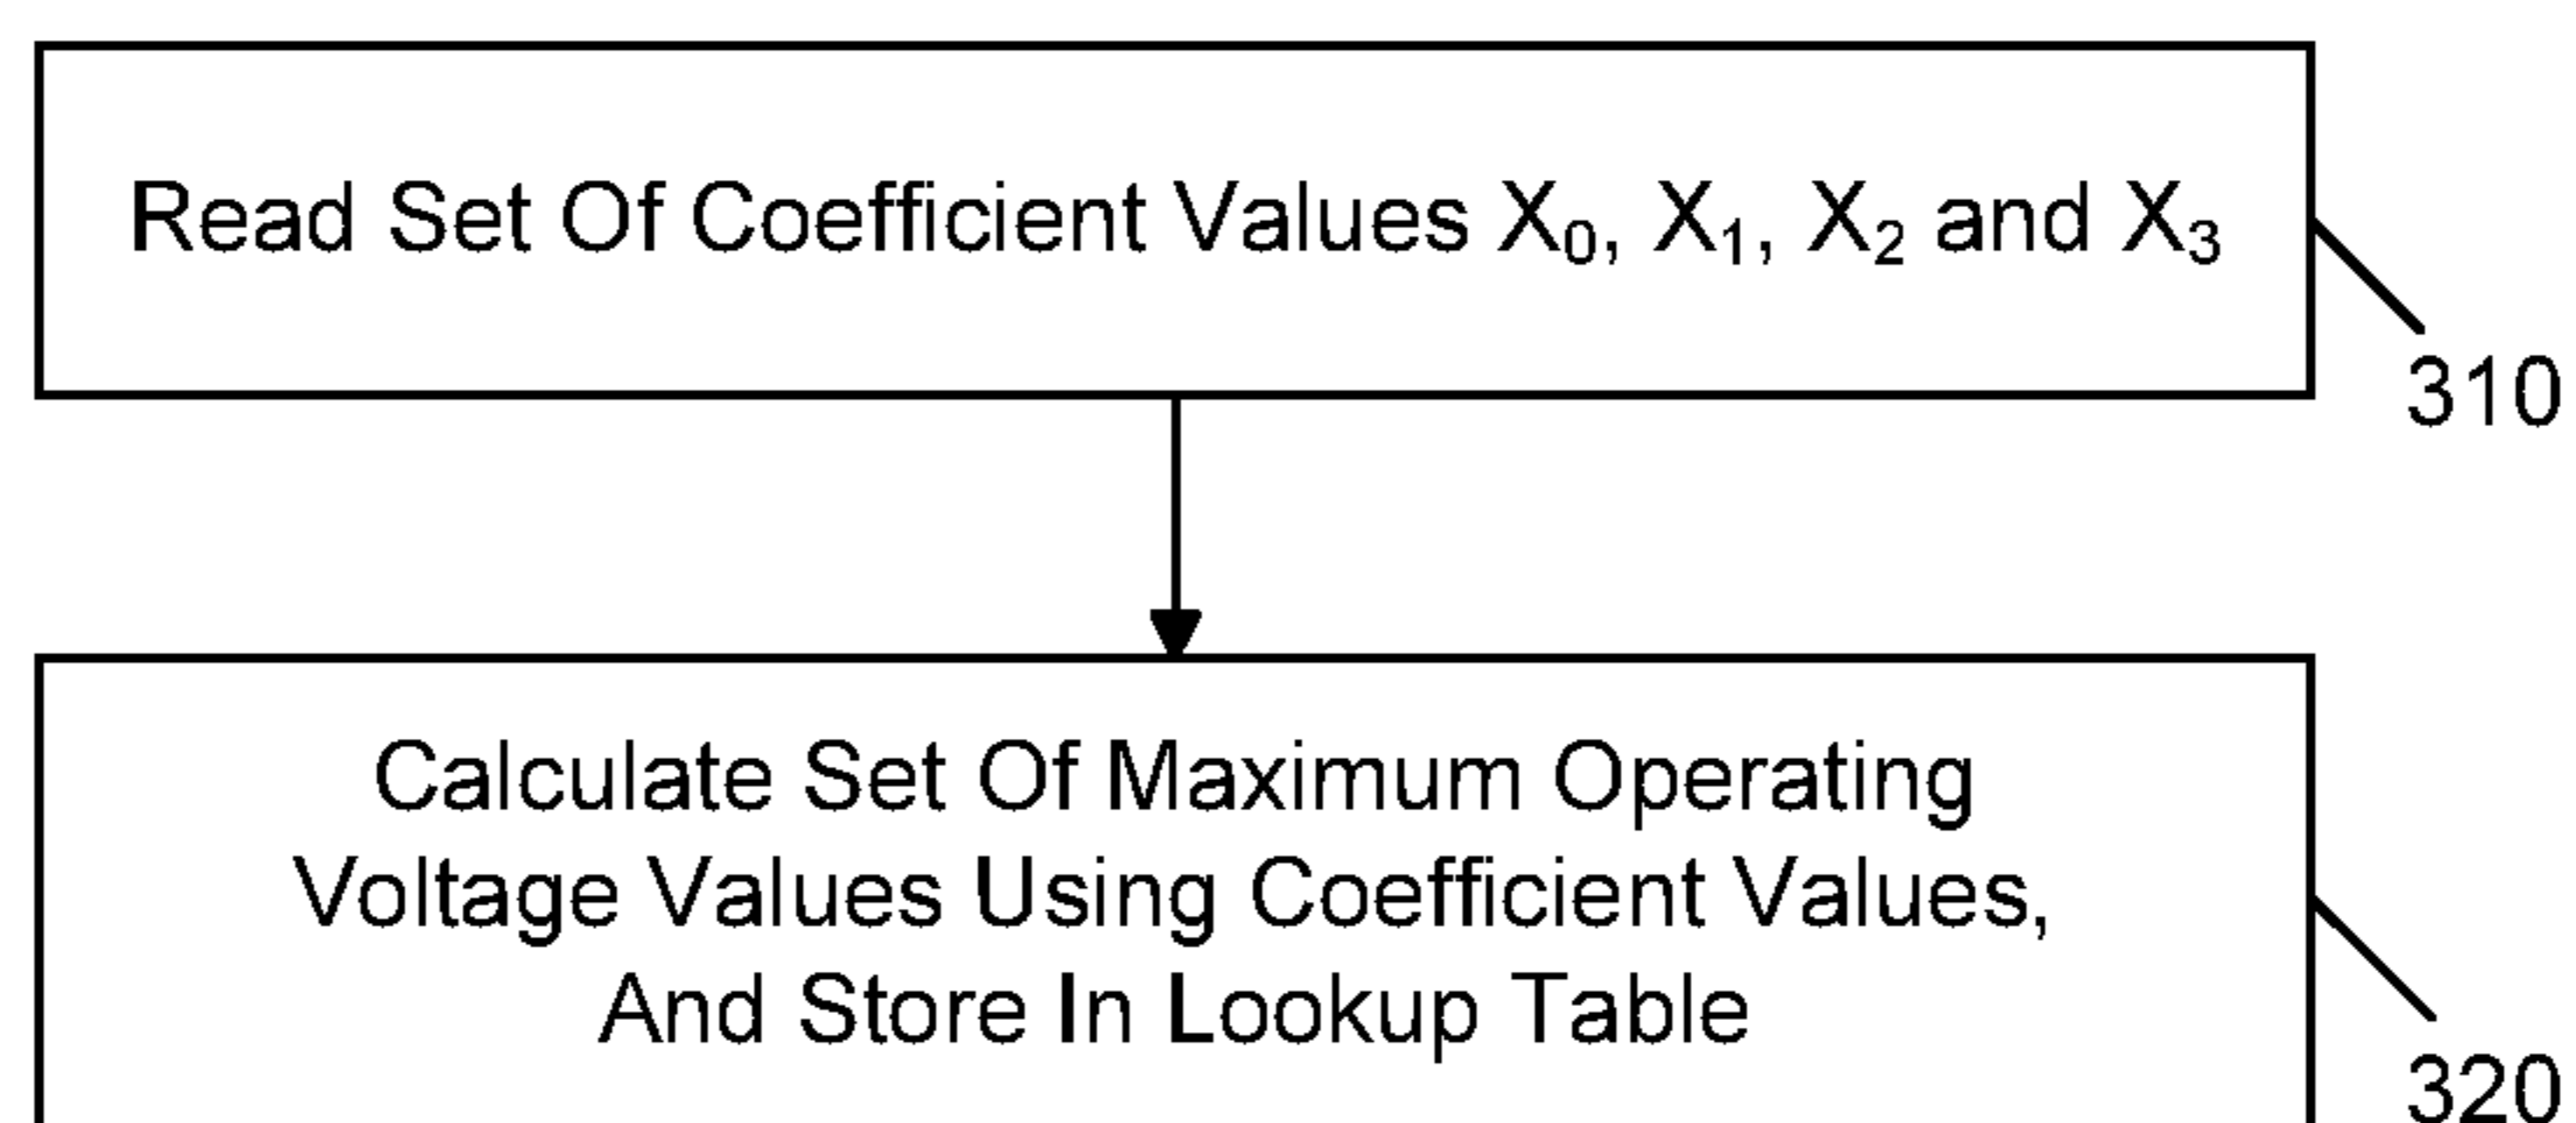 Read Set Of Coefficient Values X₀, X₁, X₂ and X₃
310
Calculate Set Of Maximum Operating
Voltage Values Using Coefficient Values,
And Store In Lookup Table
320